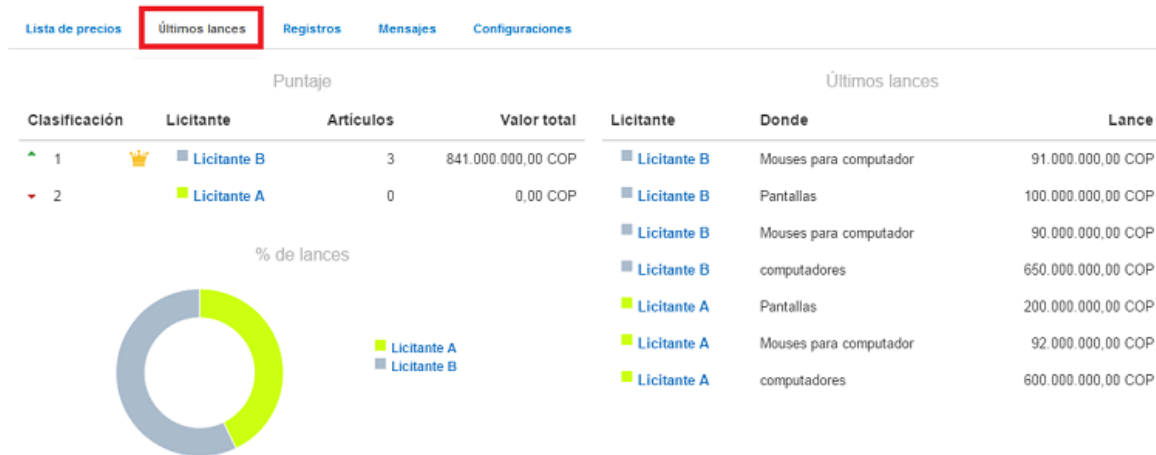 Lista de precios Últimos lances Registros Mensajes Configuraciones
Puntaje
Clasificación Licitante Artículos Valor total
1 Licitante B 3 841.000.000,00 COP
2 Licitante A 0 0,00 COP
% de lances
Licitante A
Licitante B
Últimos lances
Licitante Donde Lance
Licitante B Mouses para computador 91.000.000,00 COP
Licitante B Pantallas 100.000.000,00 COP
Licitante B Mouses para computador 90.000.000,00 COP
Licitante B computadores 650.000.000,00 COP
Licitante A Pantallas 200.000.000,00 COP
Licitante A Mouses para computador 92.000.000,00 COP
Licitante A computadores 600.000.000,00 COP